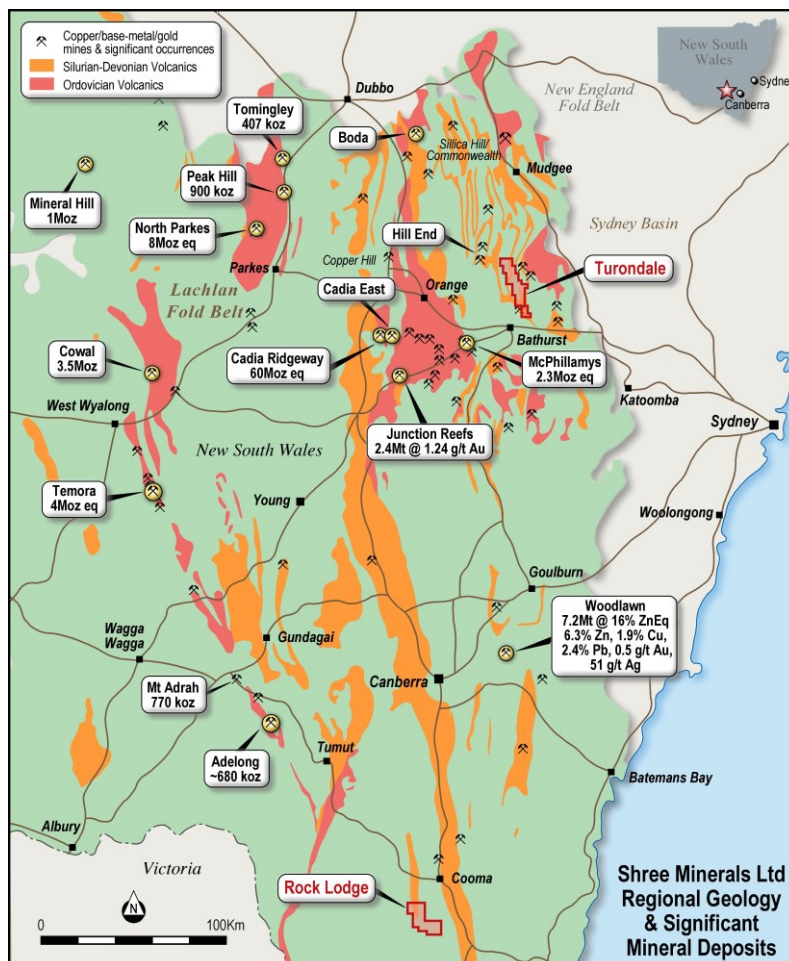 Copper/base-metal/gold
mines & significant occurrences
Silurian-Devonian Volcanics
Ordovician Volcanics
New South
Wales
Sydney
Canberra
Dubbo
New England
Fold Belt
Tomingley
407 koz
Boda
Sillica Hill/
Commonwealth
Mudgee
Peak Hill
900 koz
Mineral Hill
1Moz
North Parkes
8Moz eq
Hill End
Sydney Basin
Parkes
Copper Hill
Turondale
Lachlan
Fold Belt
Cadia East
Orange
Bathurst
Cowal
3.5Moz
Cadia Ridgeway
60Moz eq
McPhillamys
2.3Moz eq
Katoomba
West Wyalong
Junction Reefs
2.4Mt @ 1.24 g/t Au
Sydney
New South Wales
Temora
4Moz eq
Young
Woolongong
Goulburn
Woodlawn
7.2Mt @ 16% ZnEq
6.3% Zn, 1.9% Cu,
2.4% Pb, 0.5 g/t Au,
51 g/t Ag
Wagga
Wagga
Gundagai
Mt Adrah
770 koz
Canberra
Adelong
~680 koz
Tumut
Batemans Bay
Albury
Victoria
Rock Lodge
Cooma
Shree Minerals Ltd
Regional Geology
& Significant
Mineral Deposits
N
0
100Km